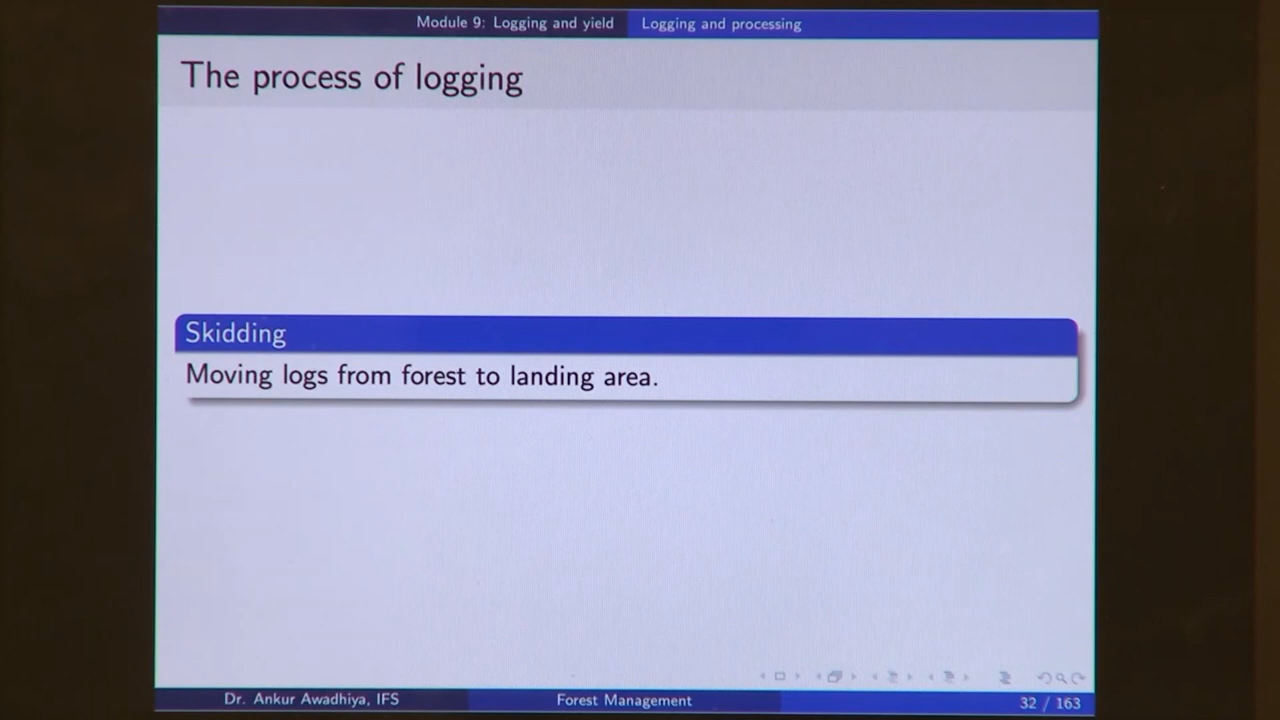 Module 9: Logging and yield Logging and processing
The process of logging
Skidding
Moving logs from forest to landing area.
Dr. Ankur Awadhiya, IFS Forest Management 32 / 163